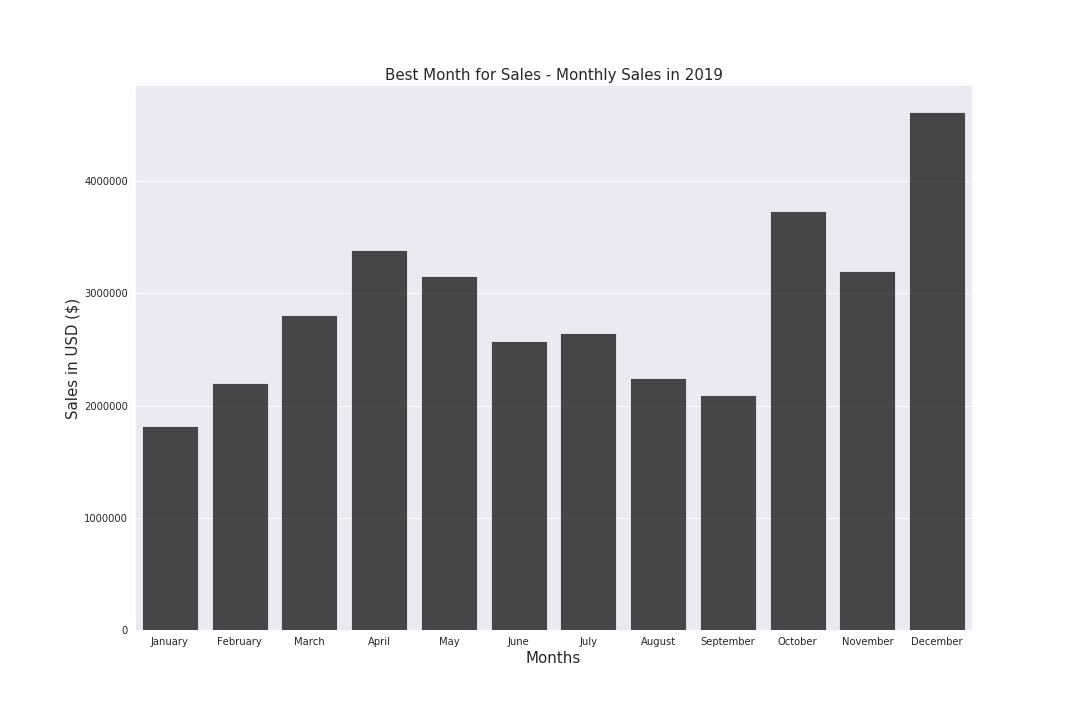 Best Month for Sales - Monthly Sales in 2019
Sales in USD ($)
4000000
3000000
2000000
1000000
0
January February March April May June July August September October November December
Months